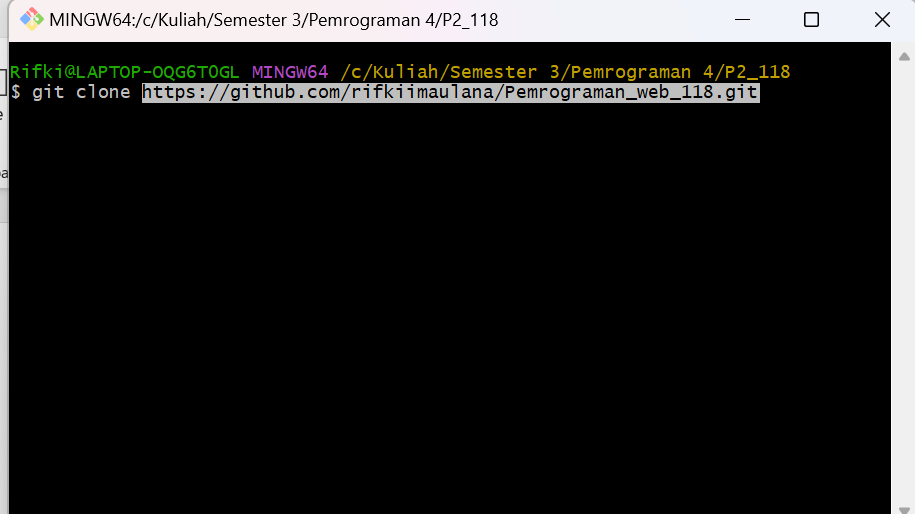 MINGW64:/c/Kuliah/Semester 3/Pemrograman 4/P2_118
Rifki@LAPTOP-OQG6T0GL MINGW64 /c/Kuliah/Semester 3/Pemrograman 4/P2_118
$ git clone https://github.com/rifkiimaulana/Pemrograman_web_118.git